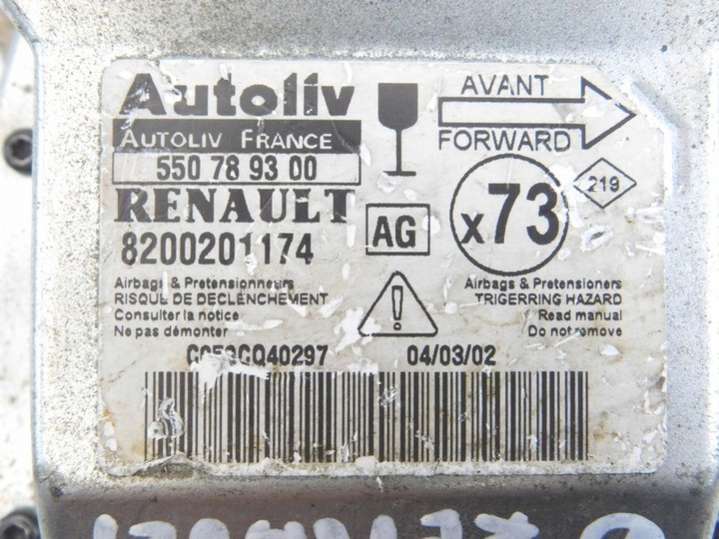 Autoliv
AUTOLIV FRANCE
550 78 93 00
RENAULT
8200201174
AVANT
FORWARD
AG
x73
219
Airbags & Pretensionneurs
RISQUE DE DECLENCHEMENT
Consulter la notice
Ne pas démonter
Airbags & Pretensioners
TRIGERRING HAZARD
Read manual
Do not remove
04/03/02